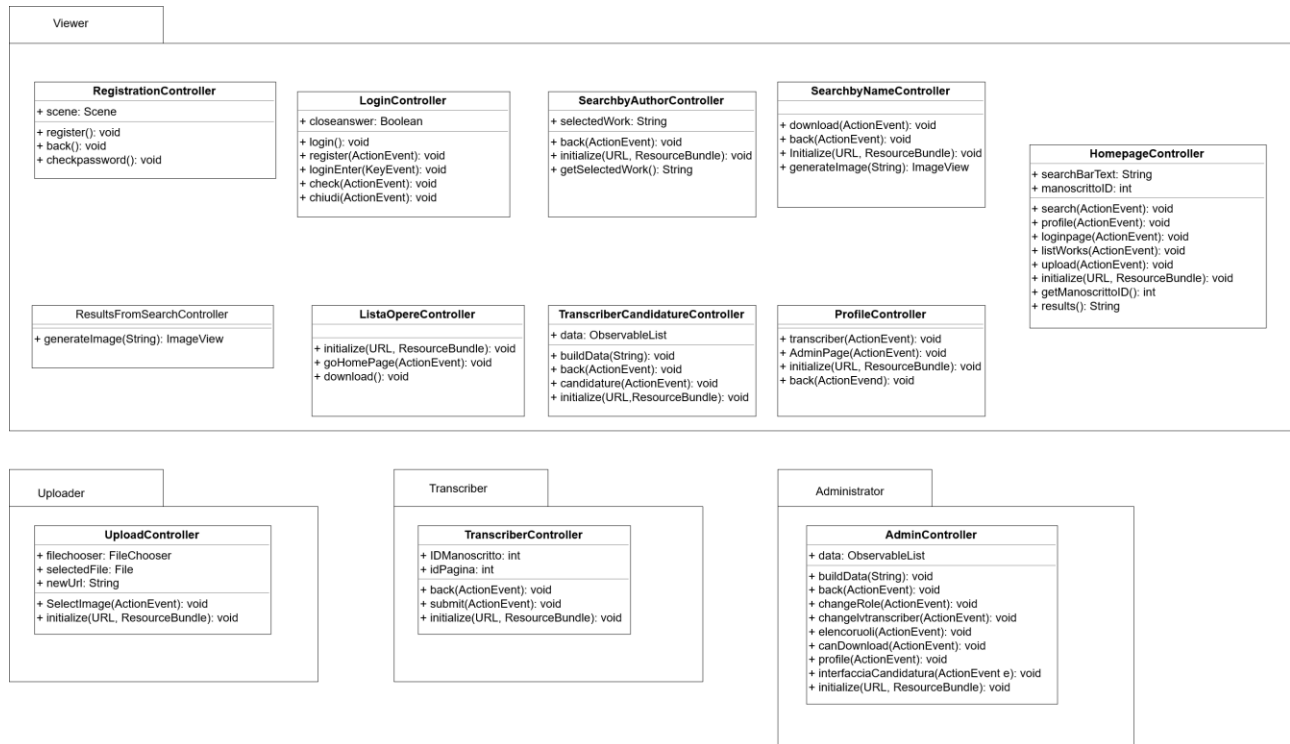 Viewer
RegistrationController
+ scene: Scene
+ register(): void
+ back(): void
+ checkpassword(): void
LoginController
+ closeanswer: Boolean
+ login(): void
+ register(ActionEvent): void
+ loginEnter(KeyEvent): void
+ check(ActionEvent): void
+ chiudi(ActionEvent): void
SearchbyAuthorController
+ selectedWork: String
+ back(ActionEvent): void
+ initialize(URL, ResourceBundle): void
+ getSelectedWork(): String
SearchbyNameController
+ download(ActionEvent): void
+ back(ActionEvent): void
+ Initialize(URL, ResourceBundle): void
+ generateImage(String): ImageView
HomepageController
+ searchBarText: String
+ manoscrittoID: int
+ search(ActionEvent): void
+ profile(ActionEvent): void
+ loginpage(ActionEvent): void
+ listWorks(ActionEvent): void
+ upload(ActionEvent): void
+ initialize(URL, ResourceBundle): void
+ getManoscrittoID(): int
+ results(): String
ResultsFromSearchController
+ generateImage(String): ImageView
ListaOpereController
+ initialize(URL, ResourceBundle): void
+ goHomePage(ActionEvent): void
+ download(): void
TranscriberCandidatureController
+ data: ObservableList
+ buildData(String): void
+ back(ActionEvent): void
+ candidature(ActionEvent): void
+ initialize(URL,ResourceBundle): void
ProfileController
+ transcriber(ActionEvent): void
+ AdminPage(ActionEvent): void
+ initialize(URL, ResourceBundle): void
+ back(ActionEvend): void
Uploader
UploadController
+ filechooser: FileChooser
+ selectedFile: File
+ newUrl: String
+ SelectImage(ActionEvent): void
+ initialize(URL, ResourceBundle): void
Transcriber
TranscriberController
+ IDManoscritto: int
+ idPagina: int
+ back(ActionEvent): void
+ submit(ActionEvent): void
+ initialize(URL, ResourceBundle): void
Administrator
AdminController
+ data: ObservableList
+ buildData(String): void
+ back(ActionEvent): void
+ changeRole(ActionEvent): void
+ changelvtranscriber(ActionEvent): void
+ elencoruoli(ActionEvent): void
+ canDownload(ActionEvent): void
+ profile(ActionEvent): void
+ interfacciaCandidatura(ActionEvent e): void
+ initialize(URL, ResourceBundle): void